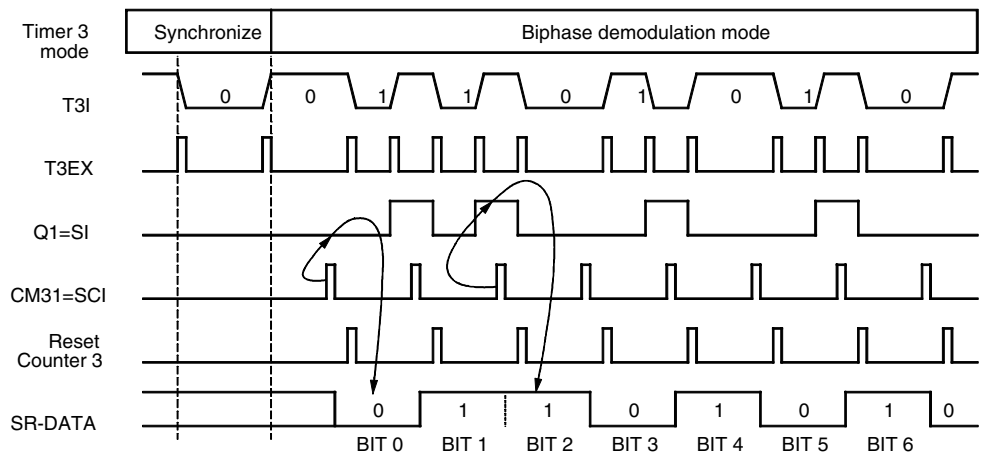 Timer 3
mode
Synchronize
Biphase demodulation mode
T3I
0 0 1 1 0 1 0 1 0
T3EX
Q1=SI
CM31=SCI
Reset
Counter 3
SR-DATA
0 1 1 0 1 0 1 0
BIT 0 BIT 1 BIT 2 BIT 3 BIT 4 BIT 5 BIT 6